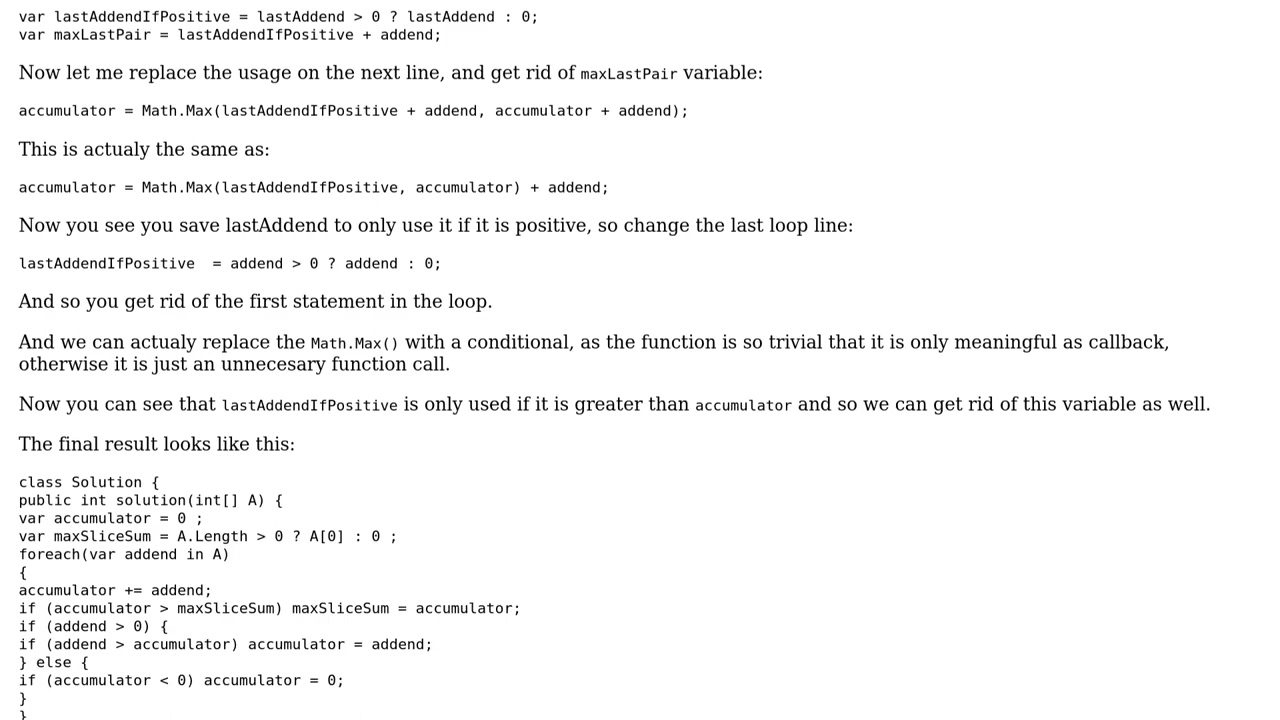 var lastAddendIfPositive = lastAddend > 0 ? lastAddend : 0;
var maxLastPair = lastAddendIfPositive + addend;
Now let me replace the usage on the next line, and get rid of maxLastPair variable:
accumulator = Math.Max(lastAddendIfPositive + addend, accumulator + addend);
This is actualy the same as:
accumulator = Math.Max(lastAddendIfPositive, accumulator) + addend;
Now you see you save lastAddend to only use it if it is positive, so change the last loop line:
lastAddendIfPositive  = addend > 0 ? addend : 0;
And so you get rid of the first statement in the loop.
And we can actualy replace the Math.Max() with a conditional, as the function is so trivial that it is only meaningful as callback,
otherwise it is just an unnecesary function call.
Now you can see that lastAddendIfPositive is only used if it is greater than accumulator and so we can get rid of this variable as well.
The final result looks like this:
class Solution {
public int solution(int[] A) {
var accumulator = 0 ;
var maxSliceSum = A.Length > 0 ? A[0] : 0 ;
foreach(var addend in A)
{
accumulator += addend;
if (accumulator > maxSliceSum) maxSliceSum = accumulator;
if (addend > 0) {
if (addend > accumulator) accumulator = addend;
} else {
if (accumulator < 0) accumulator = 0;
}
}